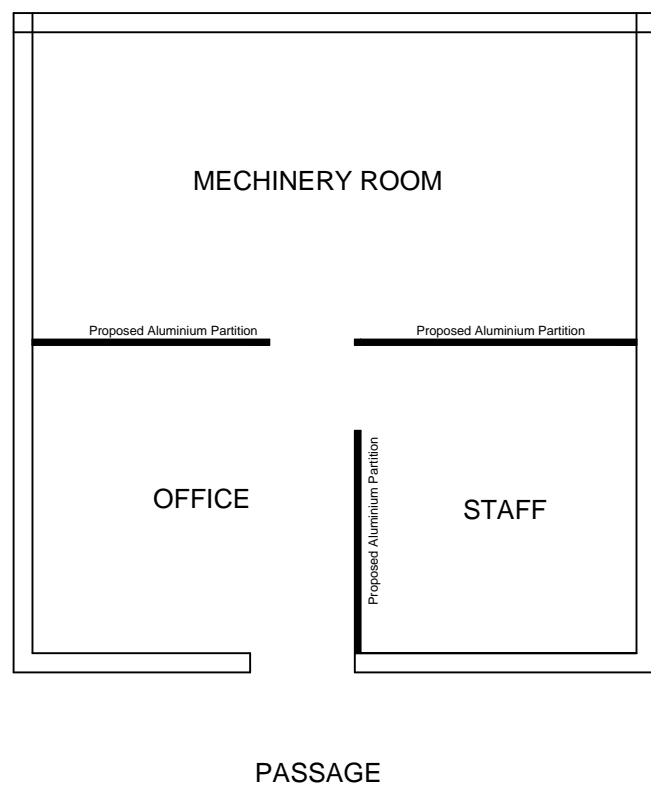 MECHINERY ROOM
Proposed Aluminium Partition
Proposed Aluminium Partition
Proposed Aluminium Partition
OFFICE
STAFF
PASSAGE